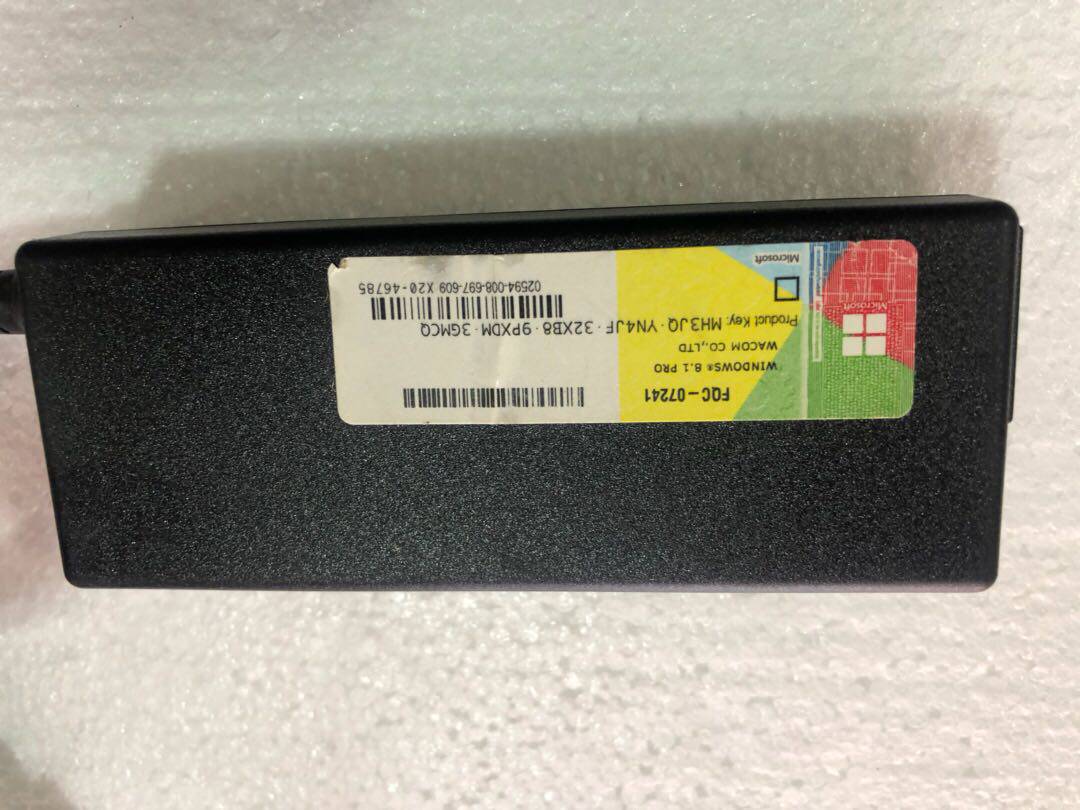 FQC-07241
WINDOWS® 8.1 PRO
WACOM CO.,LTD
Product Key: MH3JQ-YN4JF-32XB8-9PXDM-3GMCQ
02594-008-697-609 X20-46785
Microsoft
Microsoft